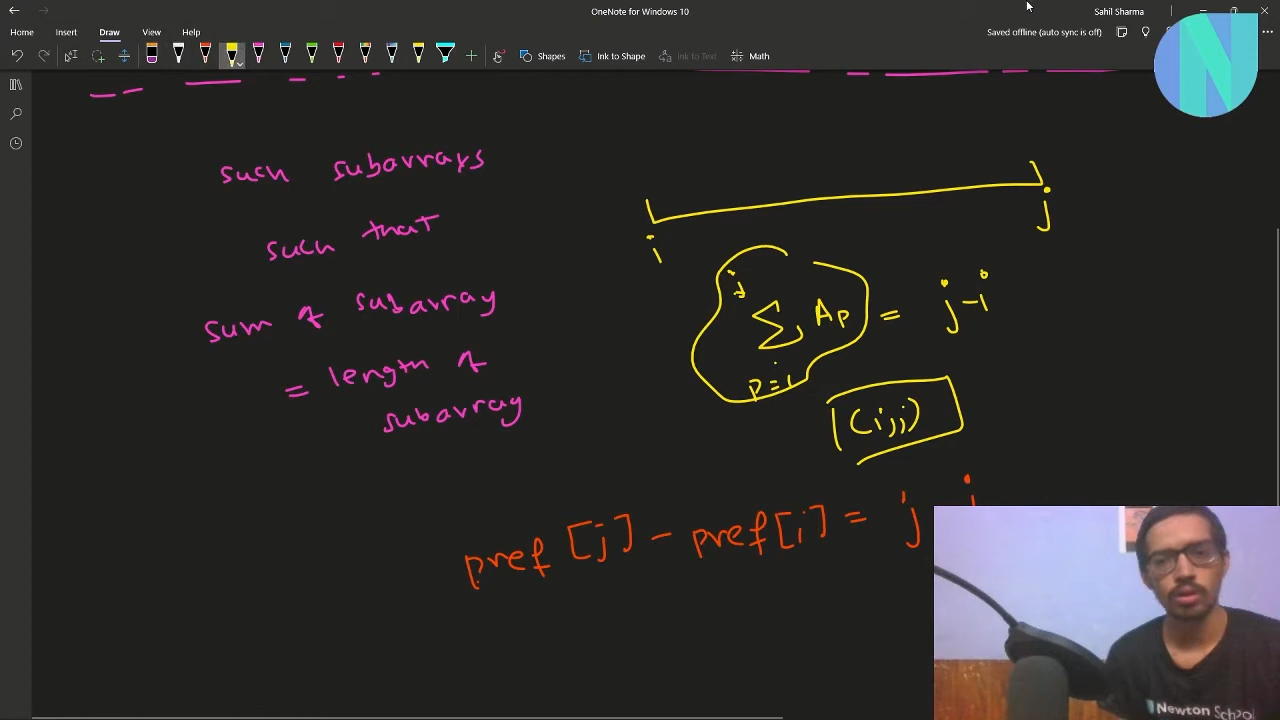 OneNote for Windows 10
Sahil Sharma
Home Insert Draw View Help
Saved offline (auto sync is off)
Shapes Ink to Shape Ink to Text Math
such subarrays
such that
sum of subarray
= length of
subarray
i j
j
∑ Ap = j-i
p=i
(i,j)
pref [j] - pref[i] = j
Newton School